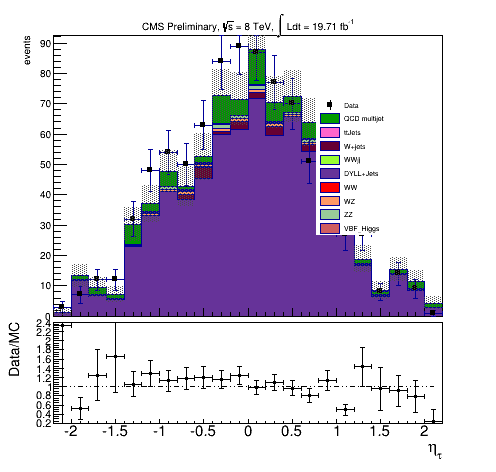 CMS Preliminary, √s = 8 TeV, ∫ Ldt = 19.71 fb⁻¹
events
90
80
70
60
50
40
30
20
10
0
Data
QCD multijet
ttJets
W+jets
WWjj
DYLL+Jets
WW
WZ
ZZ
VBF_Higgs
Data/MC
2.4
2.2
2
1.8
1.6
1.4
1.2
1
0.8
0.6
0.4
0.2
-2 -1.5 -1 -0.5 0 0.5 1 1.5 2
η_τ